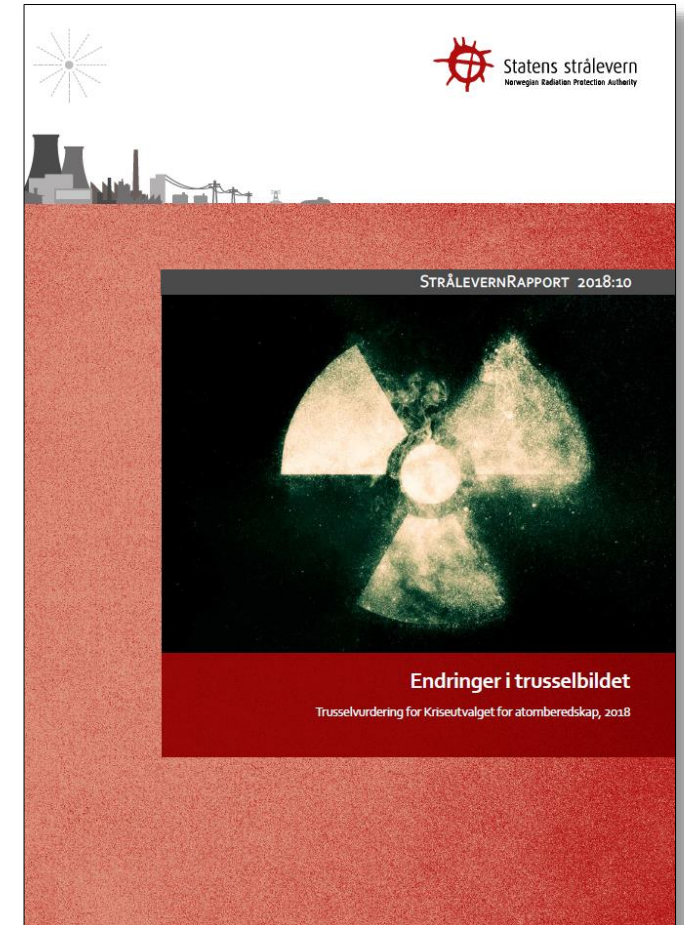 Statens strålevern
Norwegian Radiation Protection Authority
StrålevernRapport 2018:10
Endringer i trusselbildet
Trusselvurdering for Kriseutvalget for atomberedskap, 2018